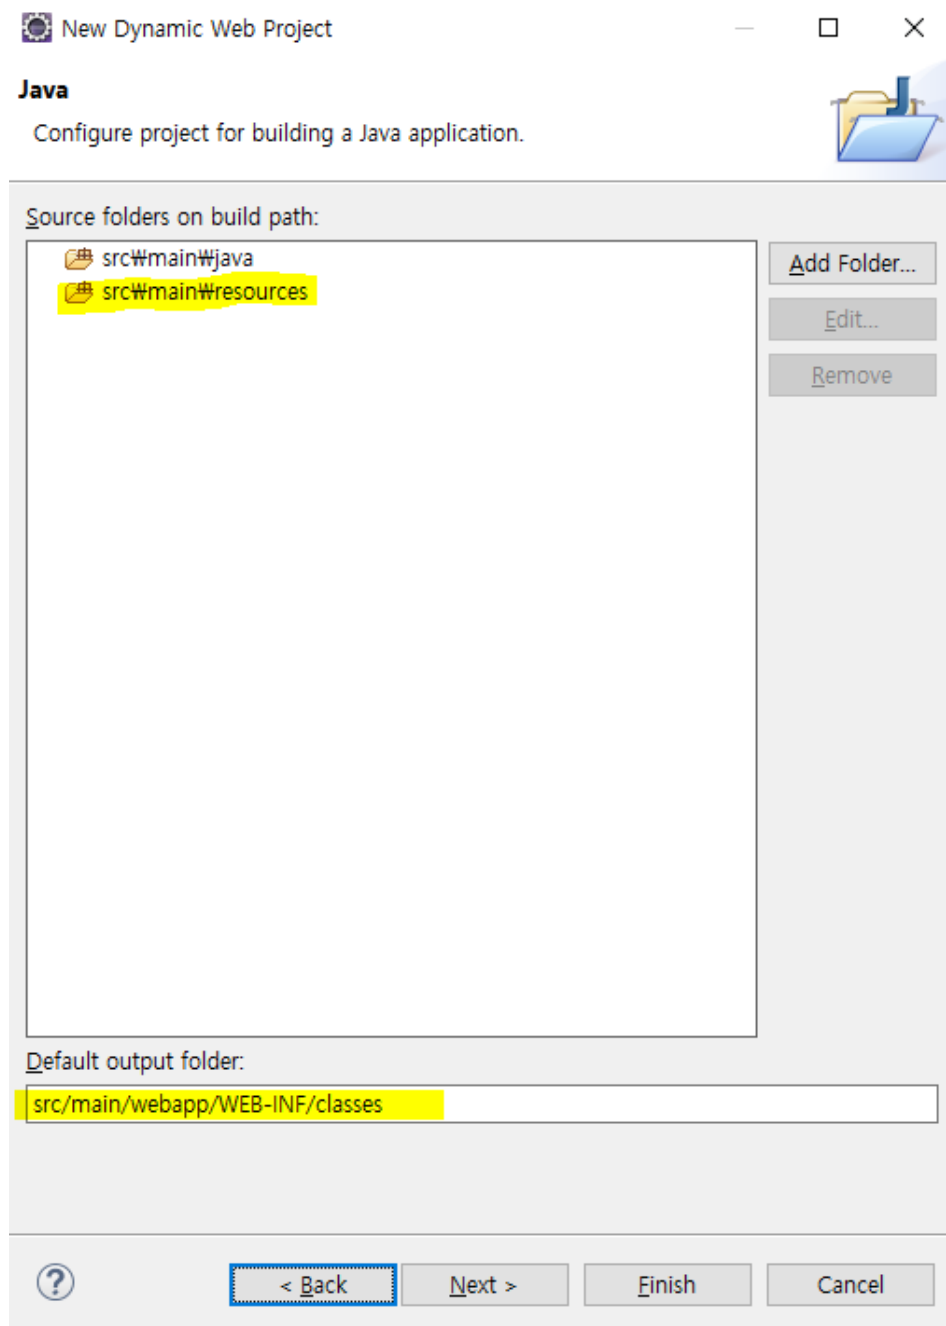 New Dynamic Web Project
Java
Configure project for building a Java application.
Source folders on build path:
src₩main₩java
Add Folder...
src₩main₩resources
Edit...
Remove
Default output folder:
src/main/webapp/WEB-INF/classes
? < Back Next > Finish Cancel